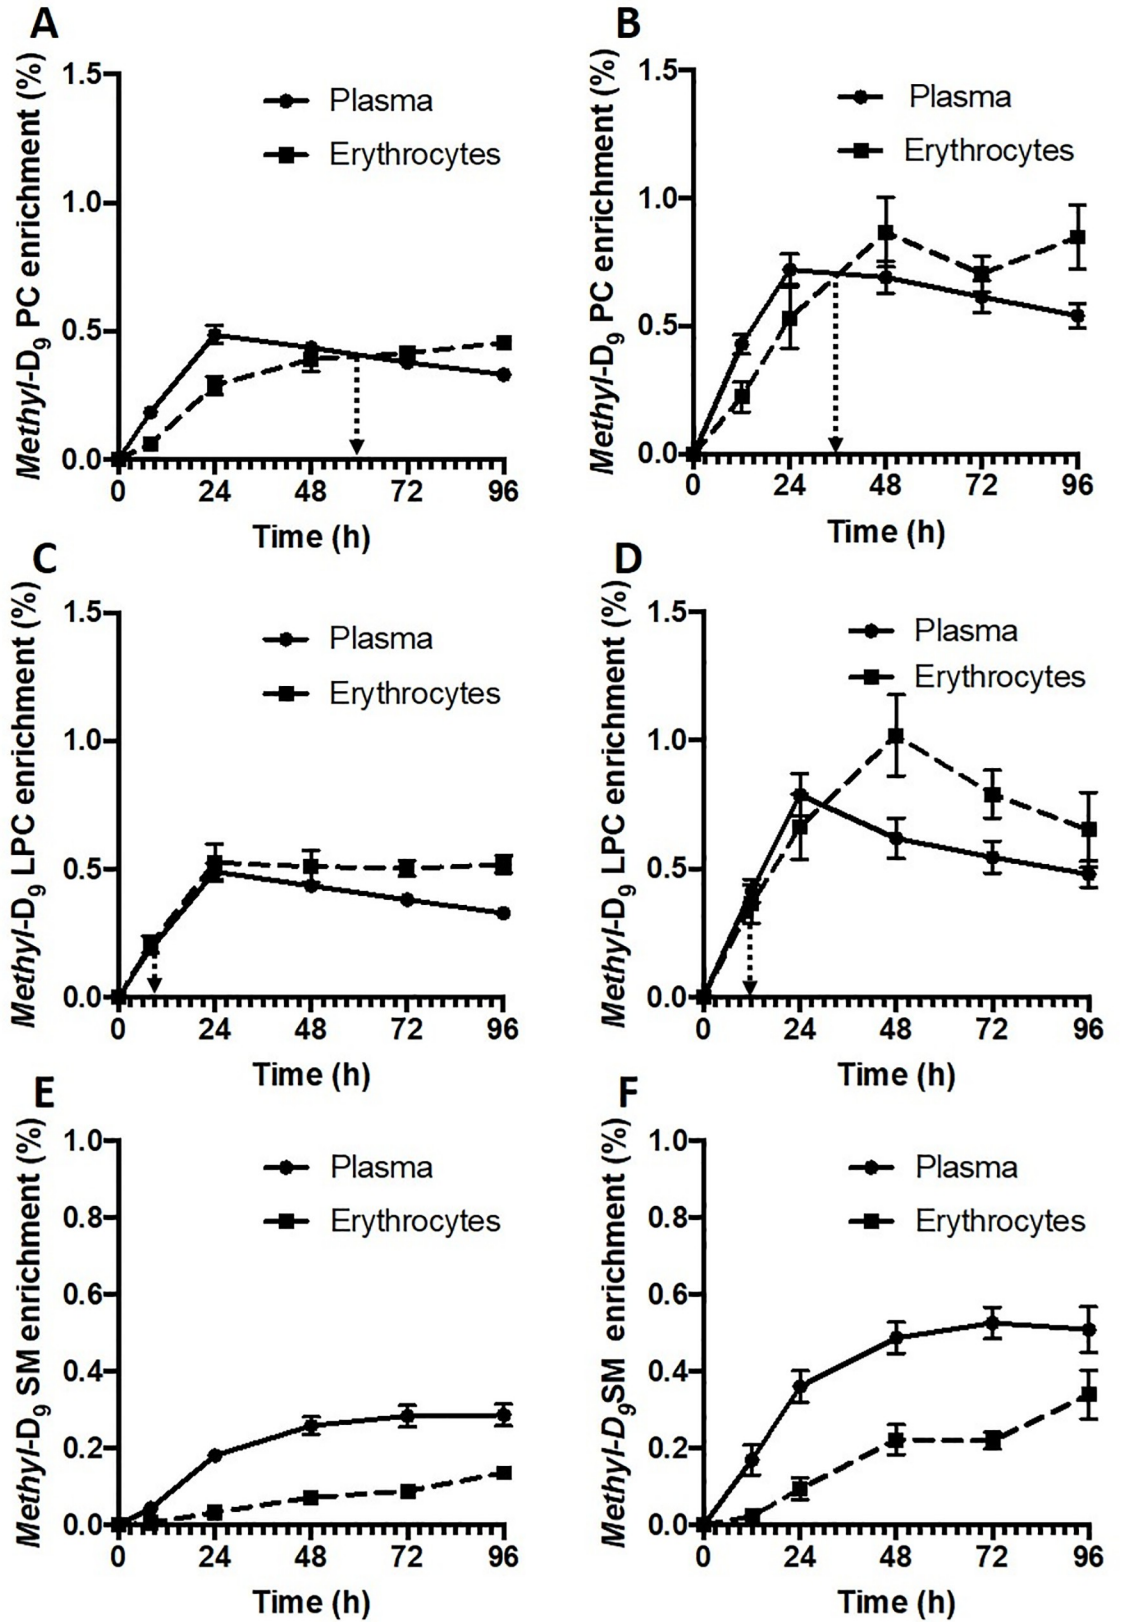 A
Methyl-D9 PC enrichment (%)
1.5
1.0
0.5
0.0
Plasma
Erythrocytes
0 24 48 72 96
Time (h)
B
Methyl-D9 PC enrichment (%)
1.5
1.0
0.5
0.0
Plasma
Erythrocytes
0 24 48 72 96
Time (h)
C
Methyl-D9 LPC enrichment (%)
1.5
1.0
0.5
0.0
Plasma
Erythrocytes
0 24 48 72 96
Time (h)
D
Methyl-D9 LPC enrichment (%)
1.5
1.0
0.5
0.0
Plasma
Erythrocytes
0 24 48 72 96
Time (h)
E
Methyl-D9 SM enrichment (%)
1.0
0.8
0.6
0.4
0.2
0.0
Plasma
Erythrocytes
0 24 48 72 96
Time (h)
F
Methyl-D9SM enrichment (%)
1.0
0.8
0.6
0.4
0.2
0.0
Plasma
Erythrocytes
0 24 48 72 96
Time (h)